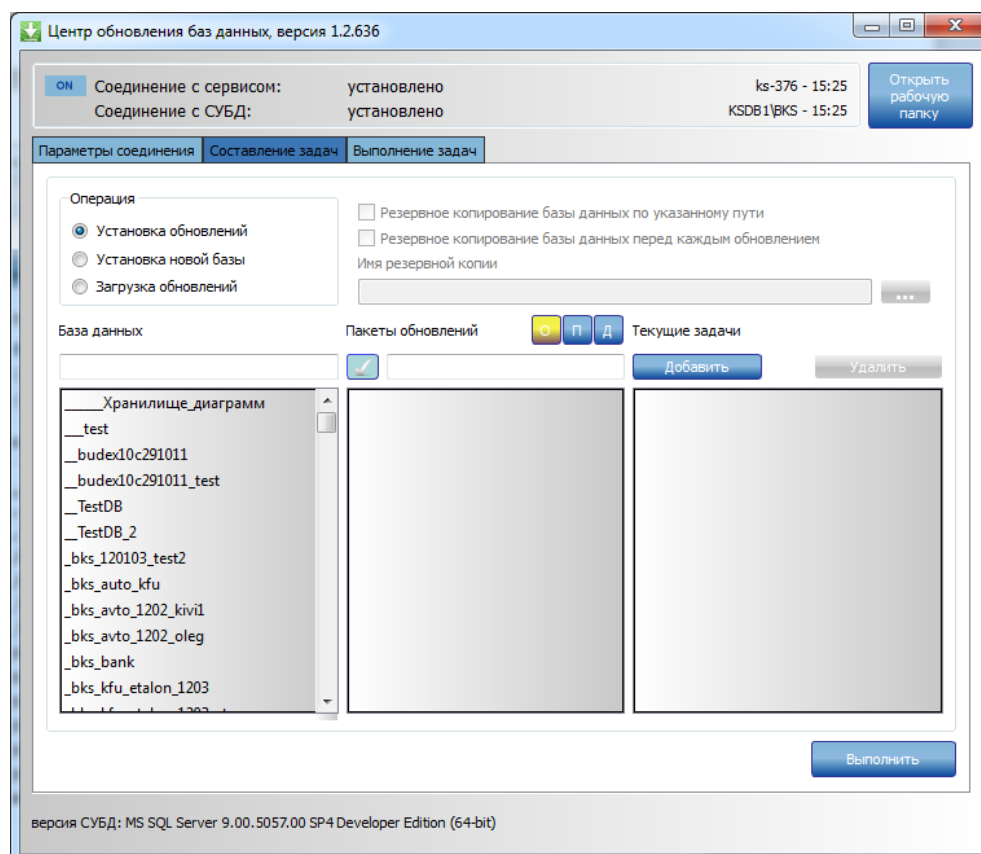 Центр обновления баз данных, версия 1.2.636
ON Соединение с сервисом: установлено ks-376 - 15:25
Соединение с СУБД: установлено KSDB1\BKS - 15:25
Открыть
рабочую
папку
Параметры соединения Составление задач Выполнение задач
Операция
Установка обновлений
Установка новой базы
Загрузка обновлений
Резервное копирование базы данных по указанному пути
Резервное копирование базы данных перед каждым обновлением
Имя резервной копии
...
База данных Пакеты обновлений О П Д Текущие задачи
Добавить Удалить
_____Хранилище_диаграмм
___test
__budex10c291011
__budex10c291011_test
__TestDB
__TestDB_2
_bks_120103_test2
_bks_auto_kfu
_bks_avto_1202_kivi1
_bks_avto_1202_oleg
_bks_bank
_bks_kfu_etalon_1203
Выполнить
версия СУБД: MS SQL Server 9.00.5057.00 SP4 Developer Edition (64-bit)